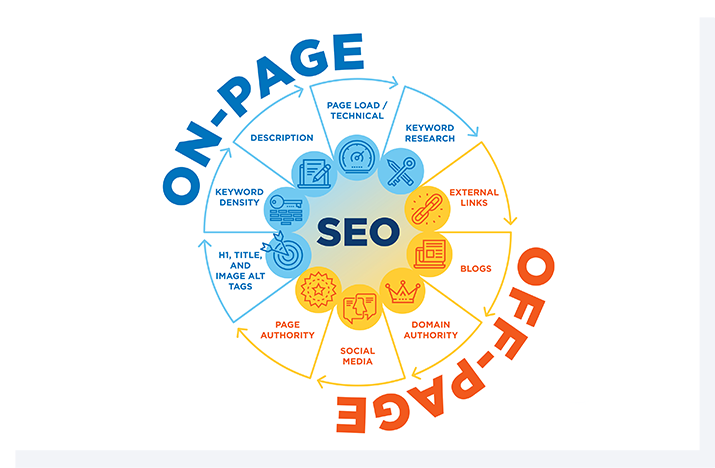 ON-PAGE
PAGE LOAD /
TECHNICAL
KEYWORD
RESEARCH
DESCRIPTION
KEYWORD
DENSITY
EXTERNAL
LINKS
SEO
H1, TITLE,
AND
IMAGE ALT
TAGS
BLOGS
PAGE
AUTHORITY
SOCIAL
MEDIA
DOMAIN
AUTHORITY
OFF-PAGE